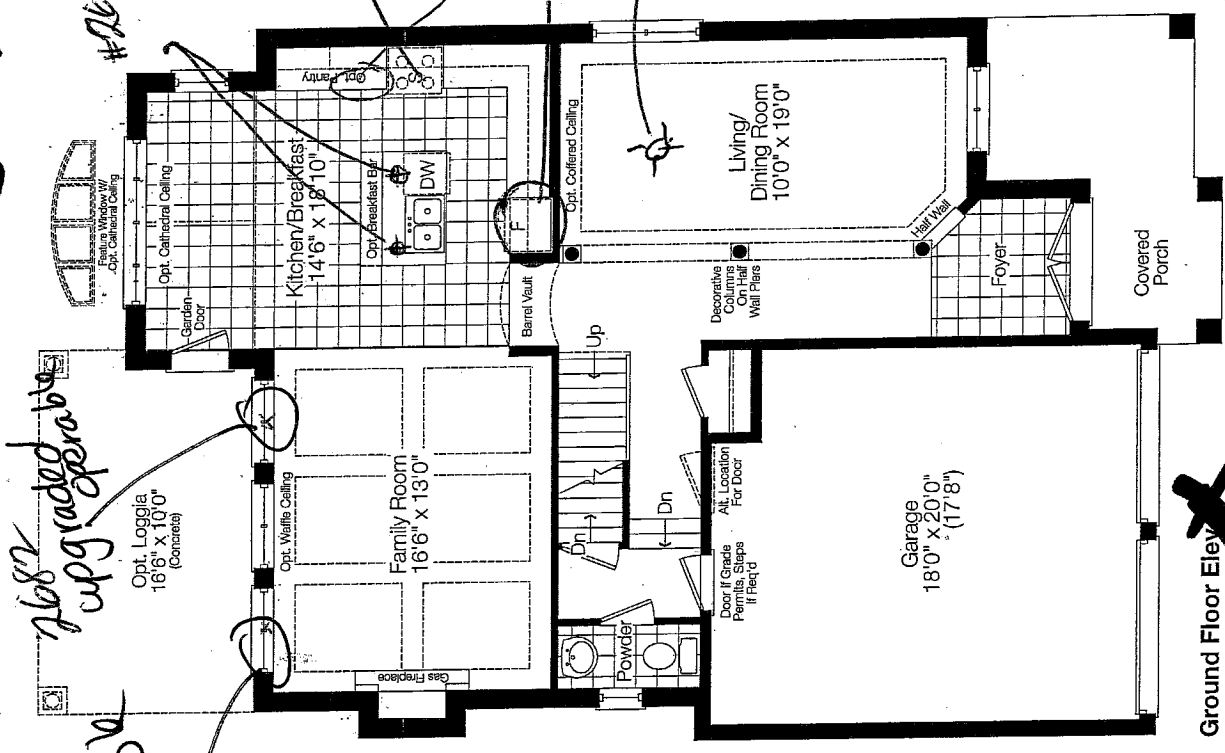 #26
2682
upgraded
operable
Feature Window W/
Opt. Cathedral Ceiling
Opt. Cathedral Ceiling
Garden
Door
Kitchen/Breakfast
14'6" x 18'10"
Opt. Pantry
Opt. Breakfast Bar
DW
F
Barrel Vault
Opt. Coffered Ceiling
Living/
Dining Room
10'0" x 19'0"
Half Wall
Decorative
Columns
On Half
Wall Piers
Foyer
Covered
Porch
Opt. Loggia
16'6" x 10'0"
(Concrete)
Opt. Waffle Ceiling
Family Room
16'6" x 13'0"
Gas Fireplace
Up
Dn
Dn
Powder
Door If Grade
Permits, Steps
If Req'd
Alt. Location
For Door
Garage
18'0" x 20'0"
(17'8")
Ground Floor Elev